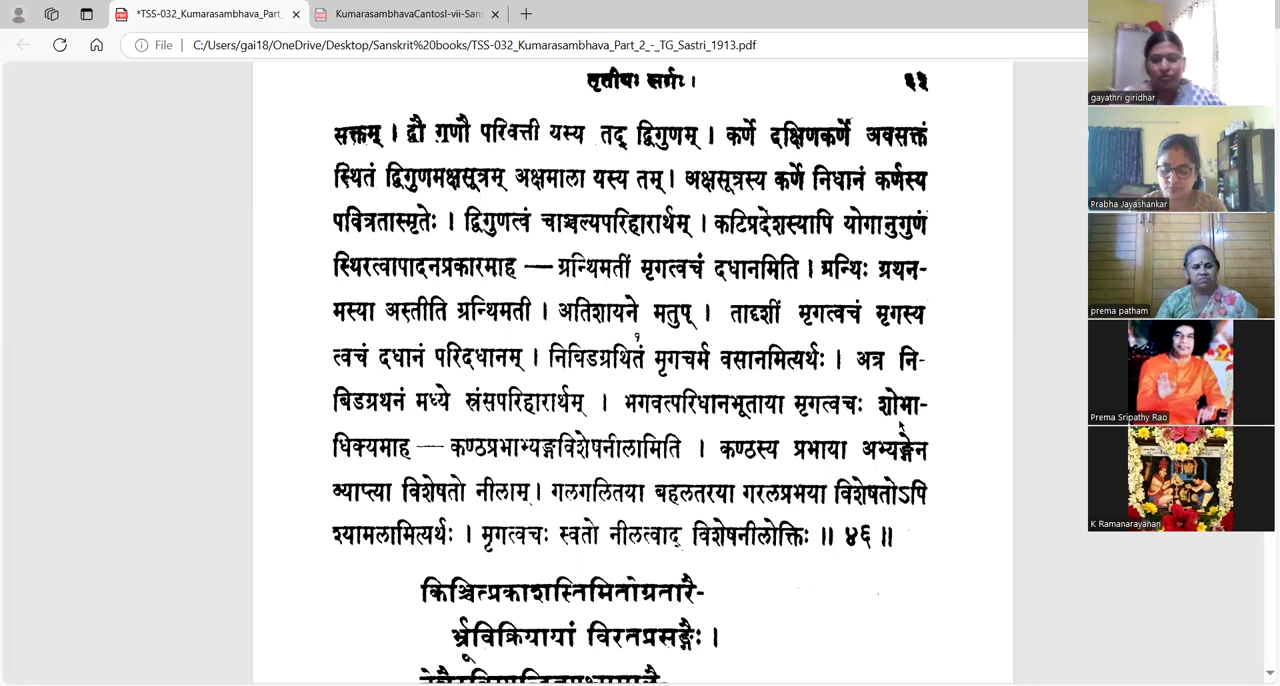 *TSS-032_Kumarasambhava_Part_
KumarasambhavaCantosI-vii-Sans
File
C:/Users/gai18/OneDrive/Desktop/Sanskrit%20books/TSS-032_Kumarasambhava_Part_2_-_TG_Sastri_1913.pdf
तृतीयः सर्गः ।
सक्तम् । द्वौ गुणौ परिवृत्ती यस्य तद् द्विगुणम् । कर्णे दक्षिणकर्णे अवसक्तं
स्थितं द्विगुणमक्षसूत्रम् अक्षमाला यस्य तम् । अक्षसूत्रस्य कर्णे निधानं कर्णस्य
पवित्रतास्मृतेः । द्विगुणत्वं चाञ्चल्यपरिहारार्थम् । कटिप्रदेशस्यापि योगानुगुणं
स्थिरत्वापादनप्रकारमाह — ग्रन्थिमतीं मृगत्वचं दधानमिति । ग्रन्थिः ग्रथन-
मस्या अस्तीति ग्रन्थिमती । अतिशायने मतुप् । तादृशीं मृगत्वचं मृगस्य
त्वचं दधानं परिदधानम् । निबिडग्रथितं मृगचर्म वसानमित्यर्थः । अत्र नि-
बिडग्रथनं मध्ये स्रंसपरिहारार्थम् । भगवत्परिधानभूताया मृगत्वचः शोभा-
धिक्यमाह — कण्ठप्रभाभ्यङ्गविशेषनीलामिति । कण्ठस्य प्रभाया अभ्यङ्गेन
व्याप्त्या विशेषतो नीलाम् । गलगलितया बहलतरया गरलप्रभया विशेषतोऽपि
श्यामलामित्यर्थः । मृगत्वचः स्वतो नीलत्वाद् विशेषनीलोक्तिः ॥ ४६ ॥
किञ्चित्प्रकाशस्तिमितोग्रतारै-
र्भ्रूविक्रियायां विरतप्रसङ्गैः ।
gayathri giridhar
Prabha Jayashankar
prema patham
Prema Sripathy Rao
K Ramanarayanan